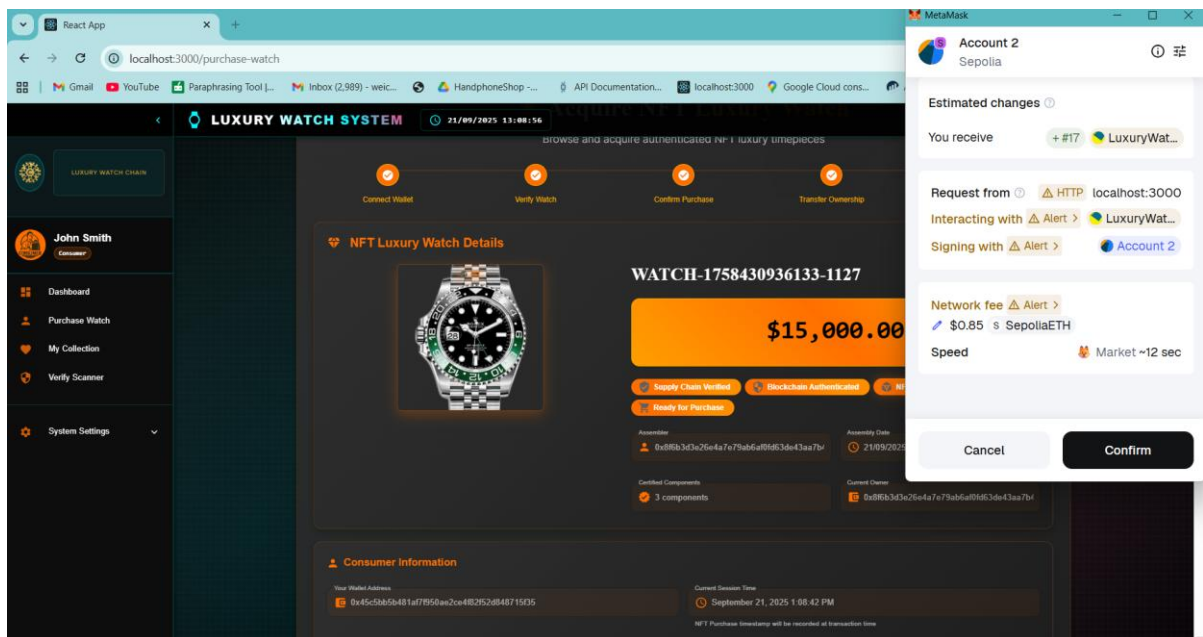 React App
localhost:3000/purchase-watch
Gmail
YouTube
Paraphrasing Tool |...
Inbox (2,989) - weic...
HandphoneShop -...
API Documentation...
localhost:3000
Google Cloud cons...
LUXURY WATCH SYSTEM
21/09/2025 13:08:56
Acquire NFT Luxury Watch
Browse and acquire authenticated NFT luxury timepieces
LUXURY WATCH CHAIN
John Smith
Consumer
Dashboard
Purchase Watch
My Collection
Verify Scanner
System Settings
Connect Wallet
Verify Watch
Confirm Purchase
Transfer Ownership
NFT Luxury Watch Details
WATCH-1758430936133-1127
$15,000.00
Supply Chain Verified
Blockchain Authenticated
Ready for Purchase
Assembler
Assembly Date
21/09/2025
Certified Components
3 components
Current Owner
Consumer Information
Your Wallet Address
Current Session Time
September 21, 2025 1:08:42 PM
NFT Purchase timestamp will be recorded at transaction time
MetaMask
Account 2
Sepolia
Estimated changes
You receive
+ #17
LuxuryWat...
Request from
HTTP
localhost:3000
Interacting with
Alert >
LuxuryWat...
Signing with
Alert >
Account 2
Network fee
Alert >
$0.85
S SepoliaETH
Speed
Market ~12 sec
Cancel
Confirm